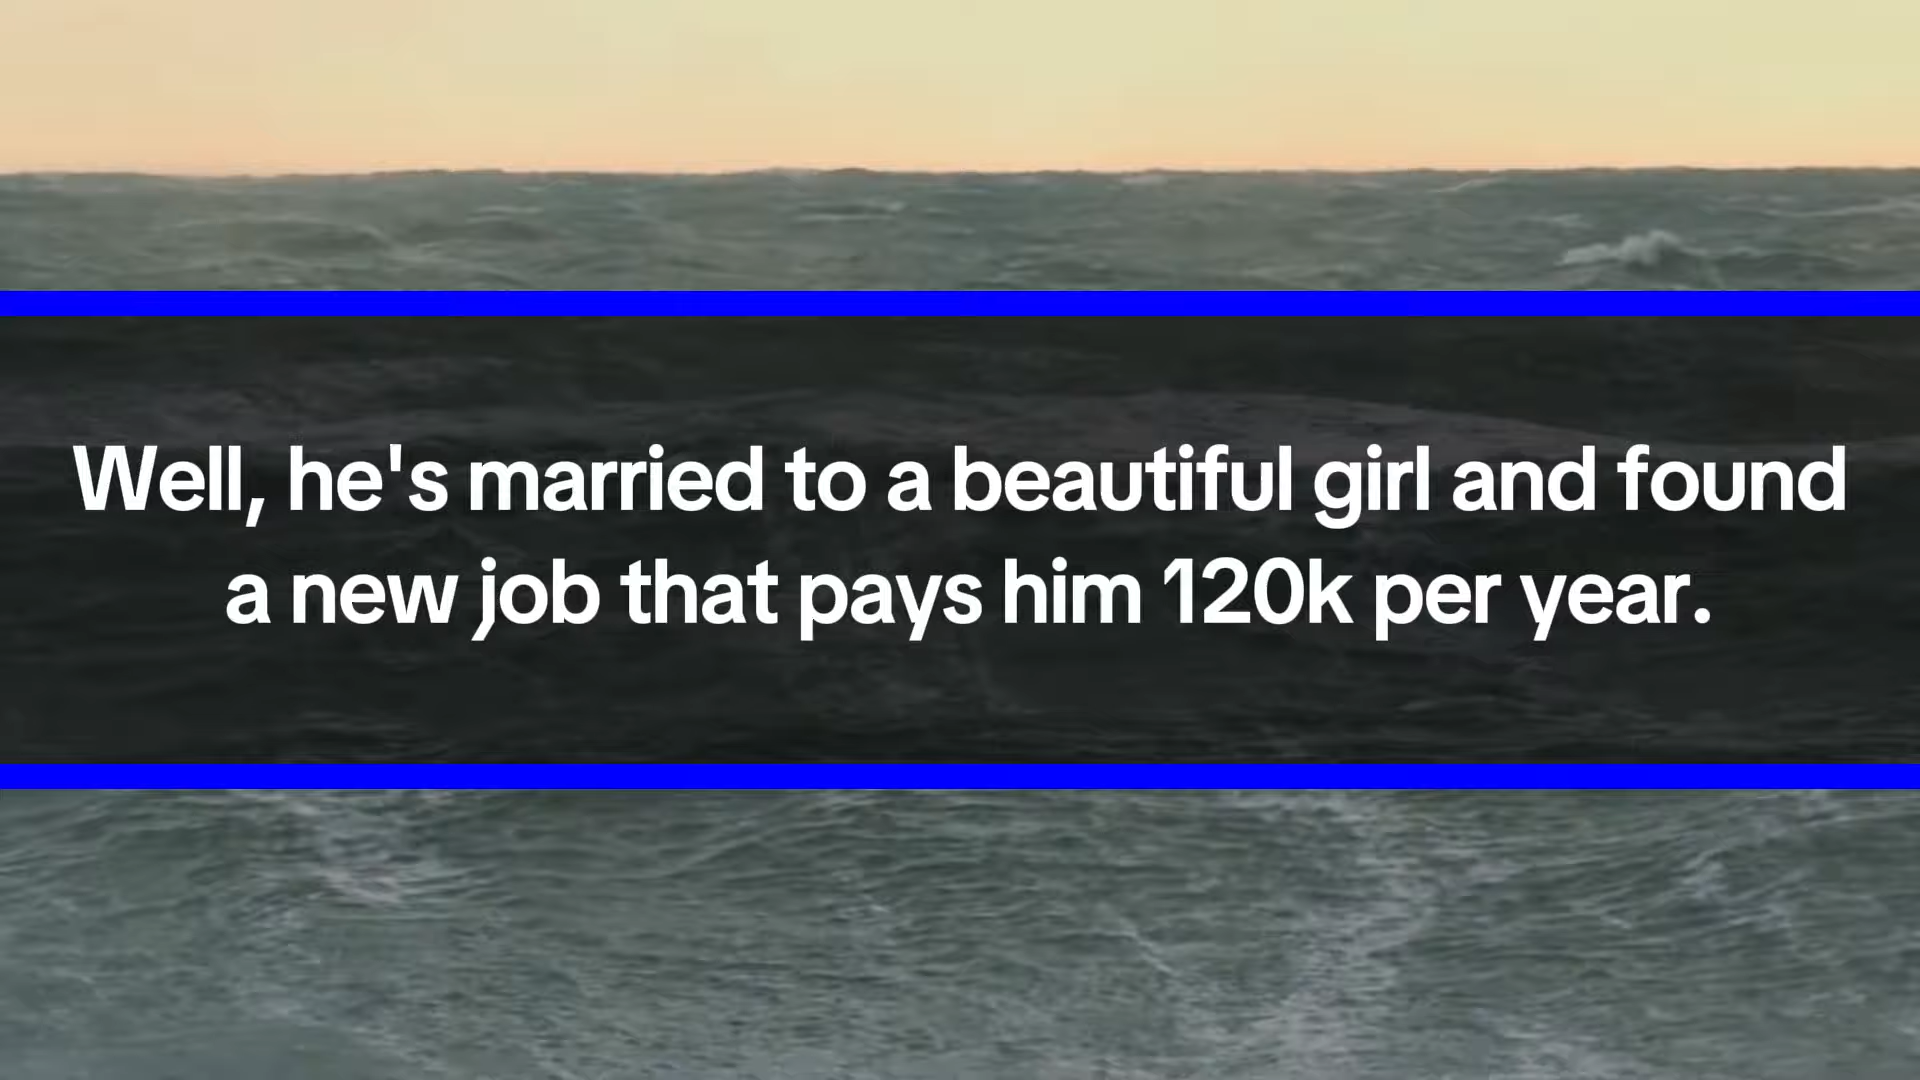 Well, he's married to a beautiful girl and found
a new job that pays him 120k per year.